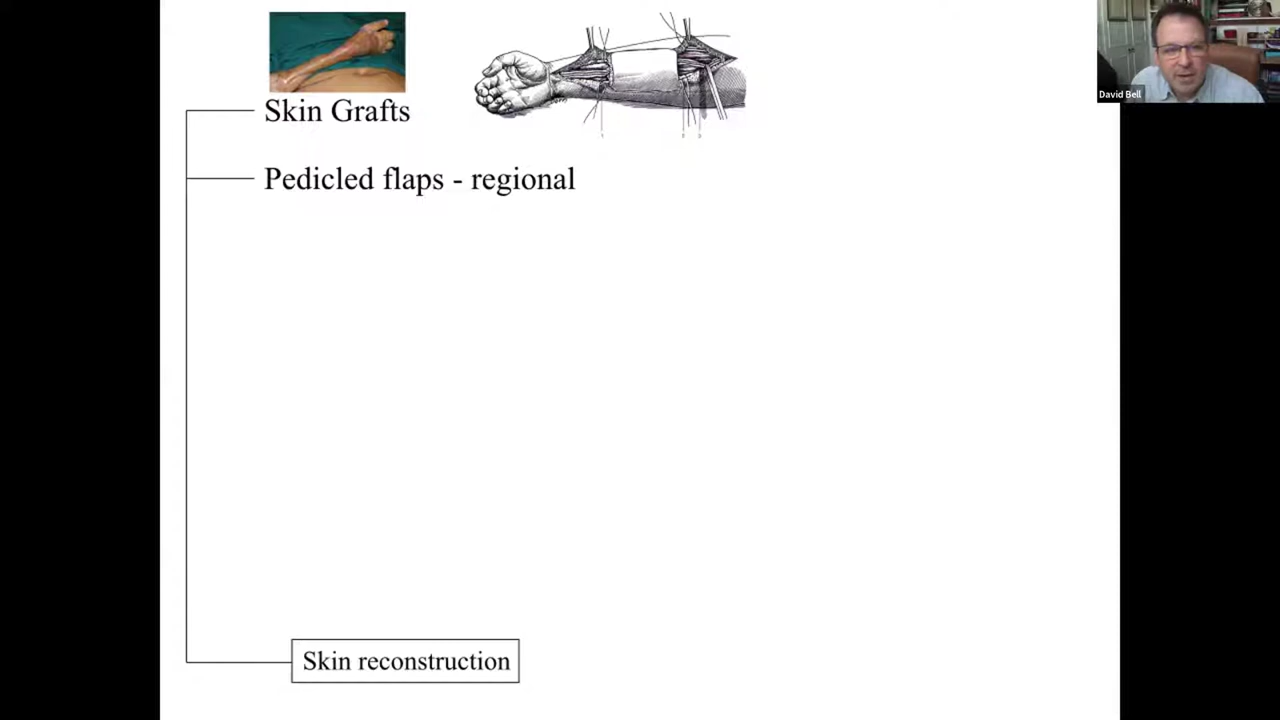 David Bell
Skin Grafts
Pedicled flaps - regional
Skin reconstruction